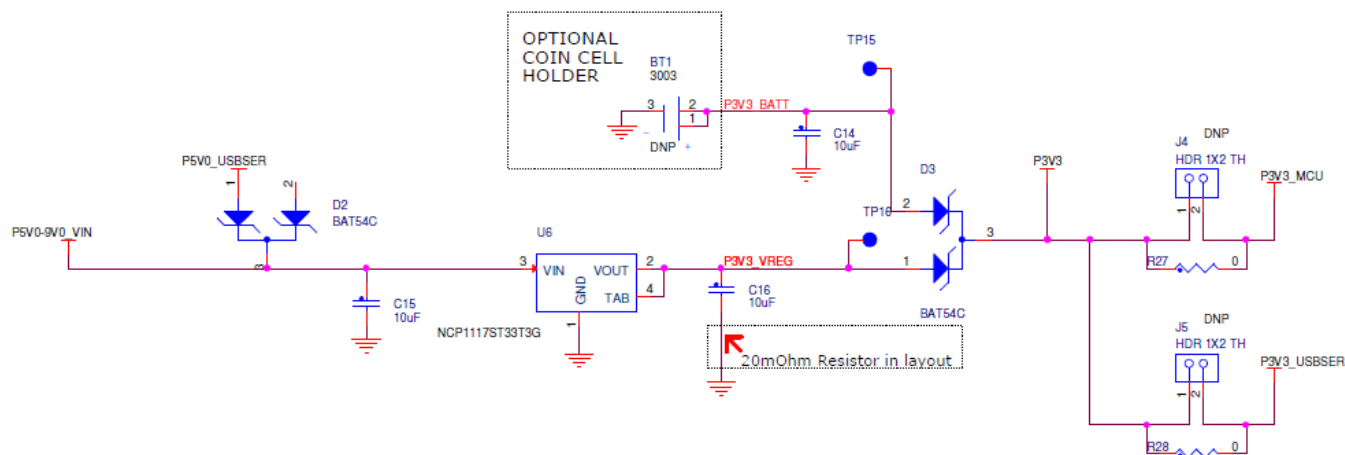 OPTIONAL
COIN CELL
HOLDER
BT1
3003
3
2
1
P3V3_BATT
DNP
+
-
TP15
C14
10uF
P5V0_USBSER
1
2
D2
BAT54C
3
P5V0-9V0_VIN
C15
10uF
U6
3
VIN
VOUT
2
TAB
4
GND
1
NCP1117ST33T3G
P3V3_VREG
C16
10uF
20mOhm Resistor in layout
TP16
D3
2
1
3
BAT54C
P3V3
J4
DNP
HDR 1X2 TH
1
2
P3V3_MCU
R27
0
J5
DNP
HDR 1X2 TH
1
2
P3V3_USBSER
R28
0